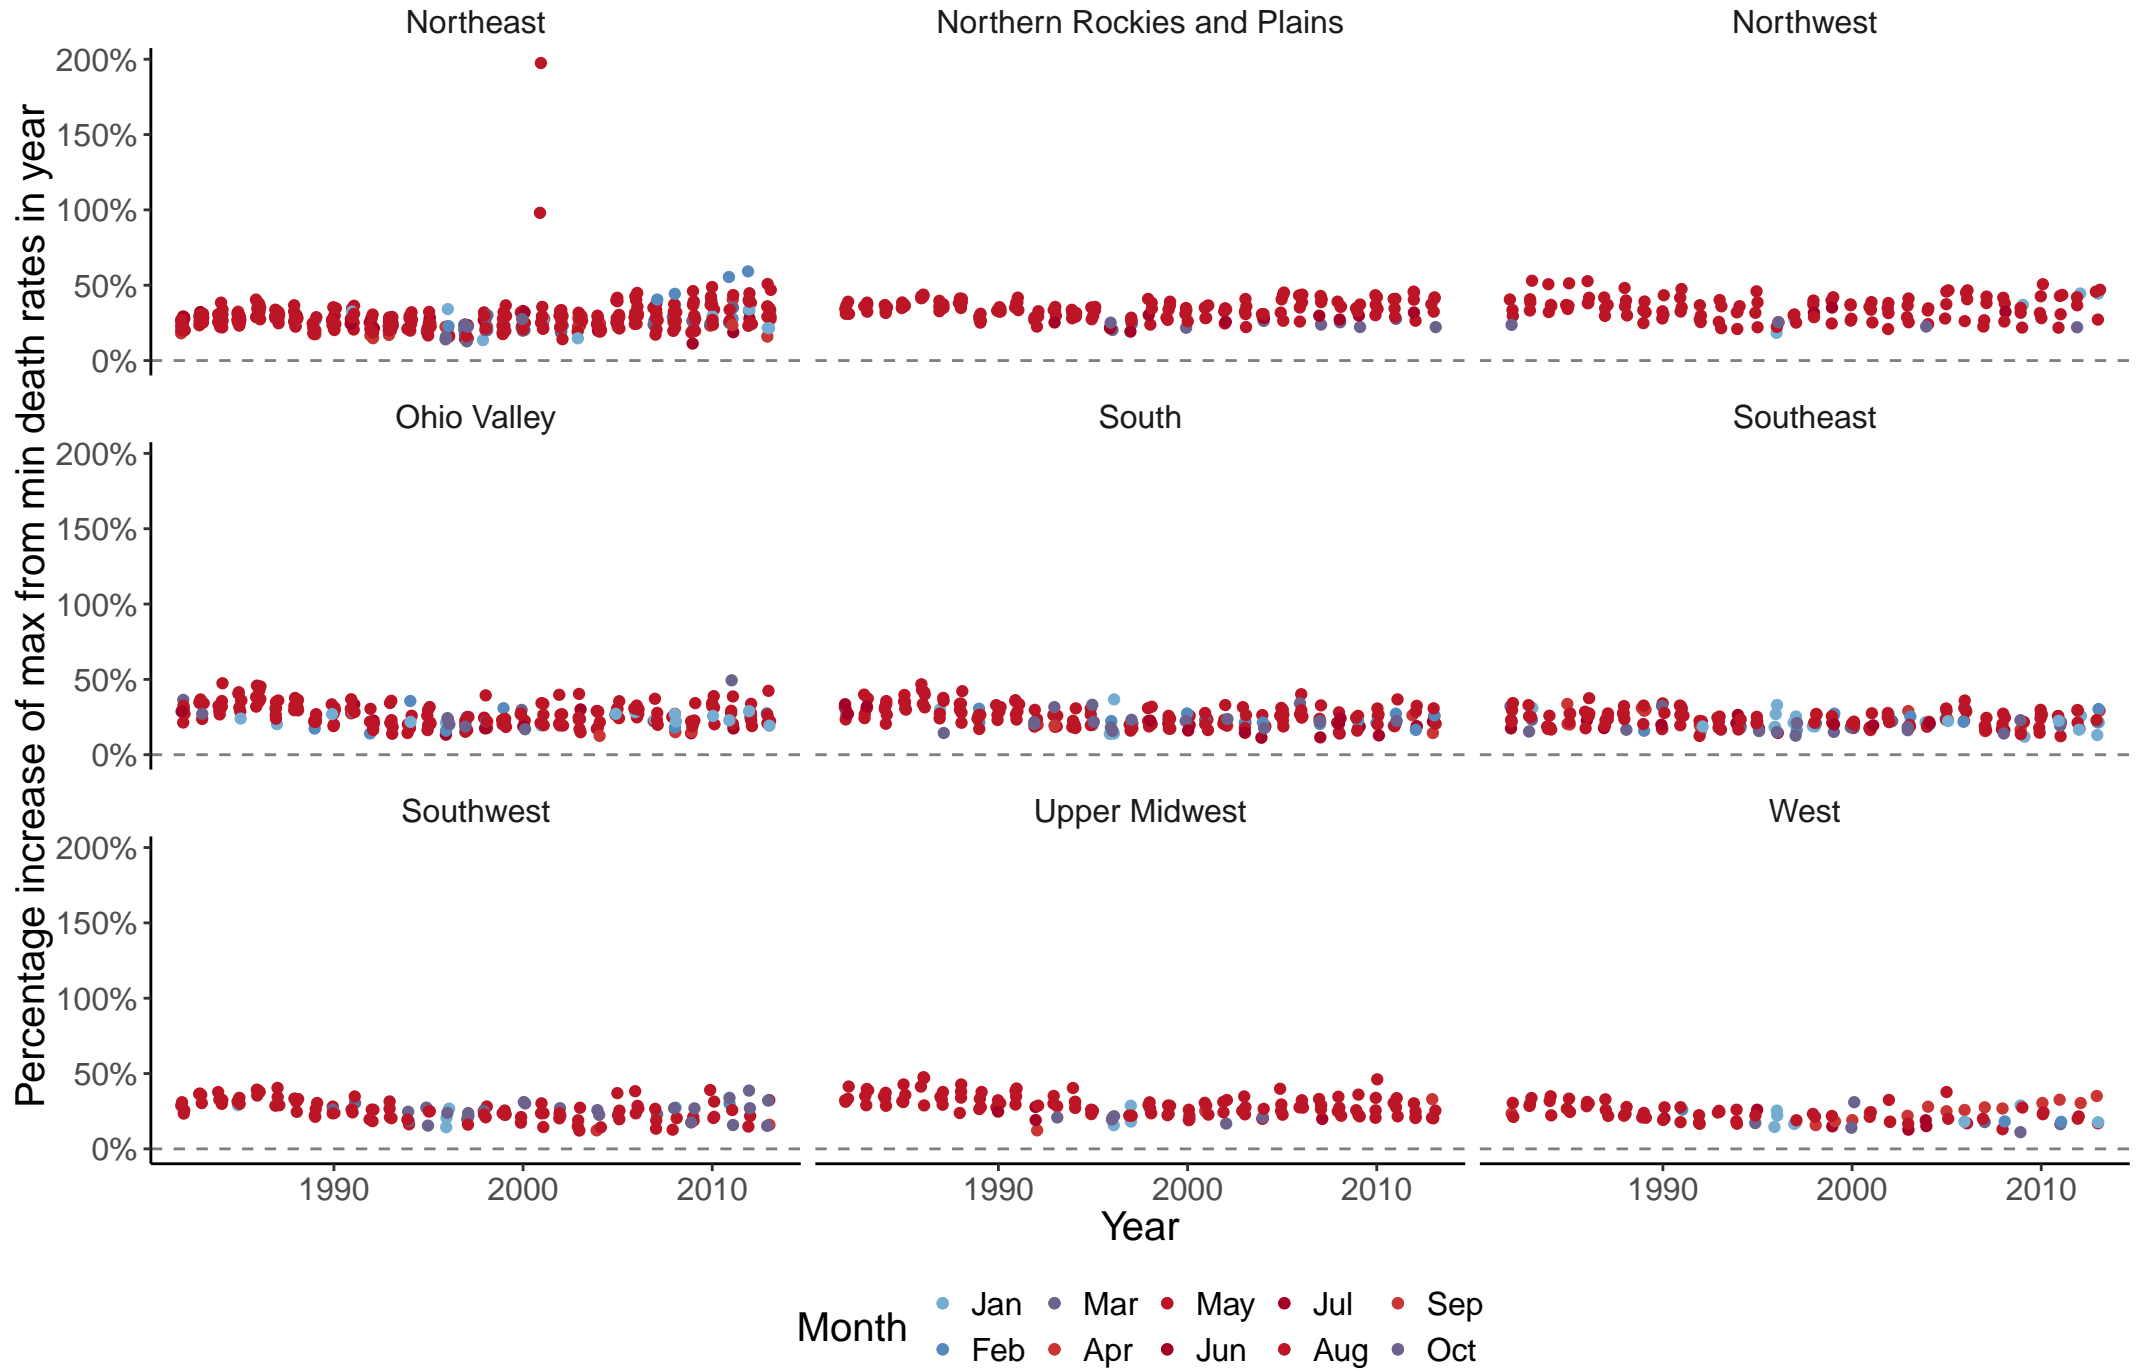 Northeast
Northern Rockies and Plains
Northwest
200%
150%
100%
50%
0%
Ohio Valley
South
Southeast
200%
150%
100%
50%
0%
Southwest
Upper Midwest
West
200%
150%
100%
50%
0%
1990 2000 2010
1990 2000 2010
1990 2000 2010
Year
Percentage increase of max from min death rates in year
Month
Jan Mar May Jul Sep
Feb Apr Jun Aug Oct